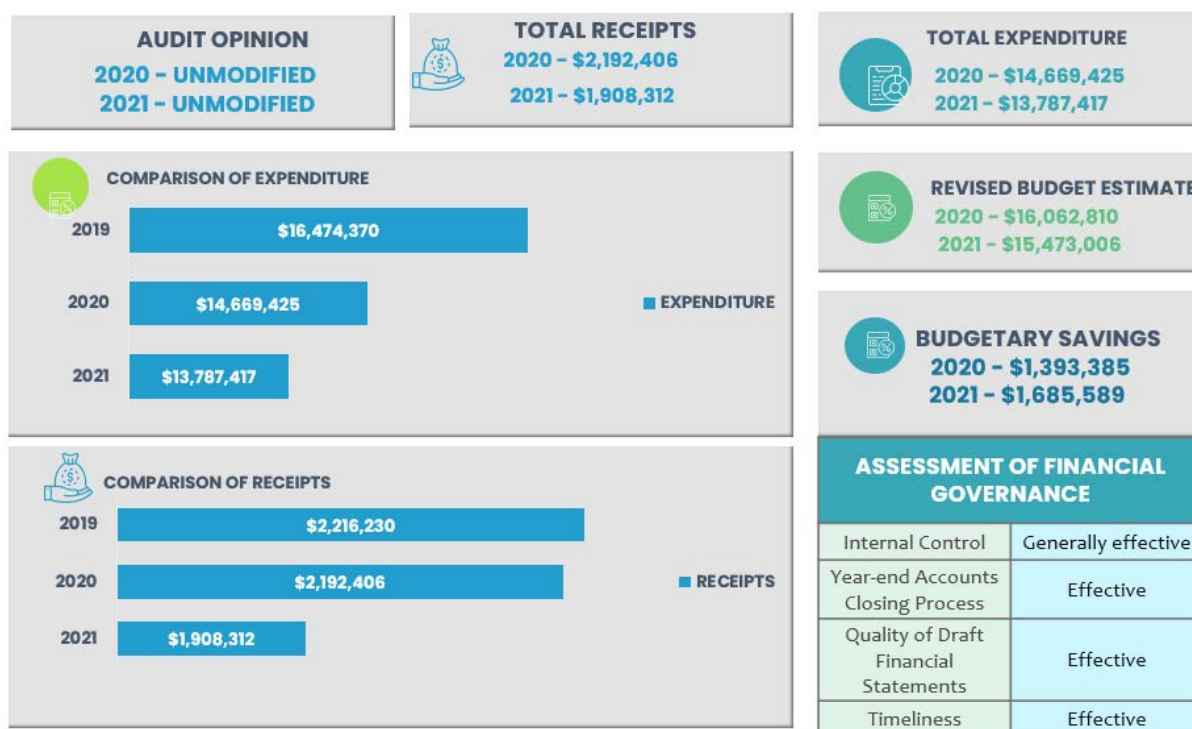 AUDIT OPINION
2020 – UNMODIFIED
2021 – UNMODIFIED
TOTAL RECEIPTS
2020 – $2,192,406
2021 – $1,908,312
TOTAL EXPENDITURE
2020 – $14,669,425
2021 – $13,787,417
COMPARISON OF EXPENDITURE
2019 $16,474,370
2020 $14,669,425
2021 $13,787,417
EXPENDITURE
REVISED BUDGET ESTIMATE
2020 – $16,062,810
2021 – $15,473,006
BUDGETARY SAVINGS
2020 – $1,393,385
2021 – $1,685,589
COMPARISON OF RECEIPTS
2019 $2,216,230
2020 $2,192,406
2021 $1,908,312
RECEIPTS
ASSESSMENT OF FINANCIAL
GOVERNANCE
Internal Control Generally effective
Year-end Accounts
Closing Process
Effective
Quality of Draft
Financial
Statements
Effective
Timeliness Effective